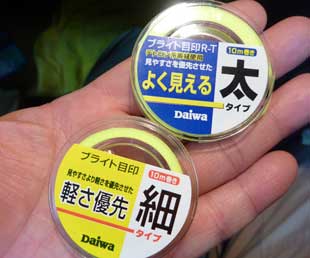 ブライト目印R-T
見やすさを優先させた
よく見える
10m巻き
太
タイプ
Daiwa
ブライト目印
見やすさより軽さを優先させた
軽さ優先
10m巻き
細
タイプ
Daiwa